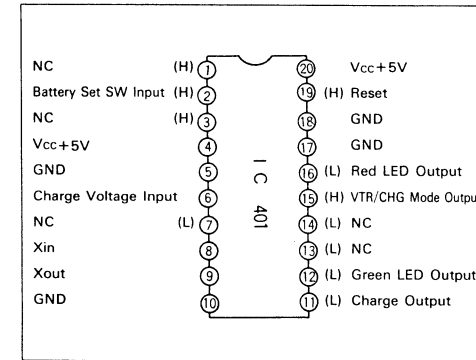 NC (H) 1
Battery Set SW Input (H) 2
NC (H) 3
Vcc+5V 4
GND 5
Charge Voltage Input 6
NC (L) 7
Xin 8
Xout 9
GND 10
IC 401
20 Vcc+5V
19 (H) Reset
18 GND
17 GND
16 (L) Red LED Output
15 (H) VTR/CHG Mode Outpu
14 (L) NC
13 (L) NC
12 (L) Green LED Output
11 (L) Charge Output